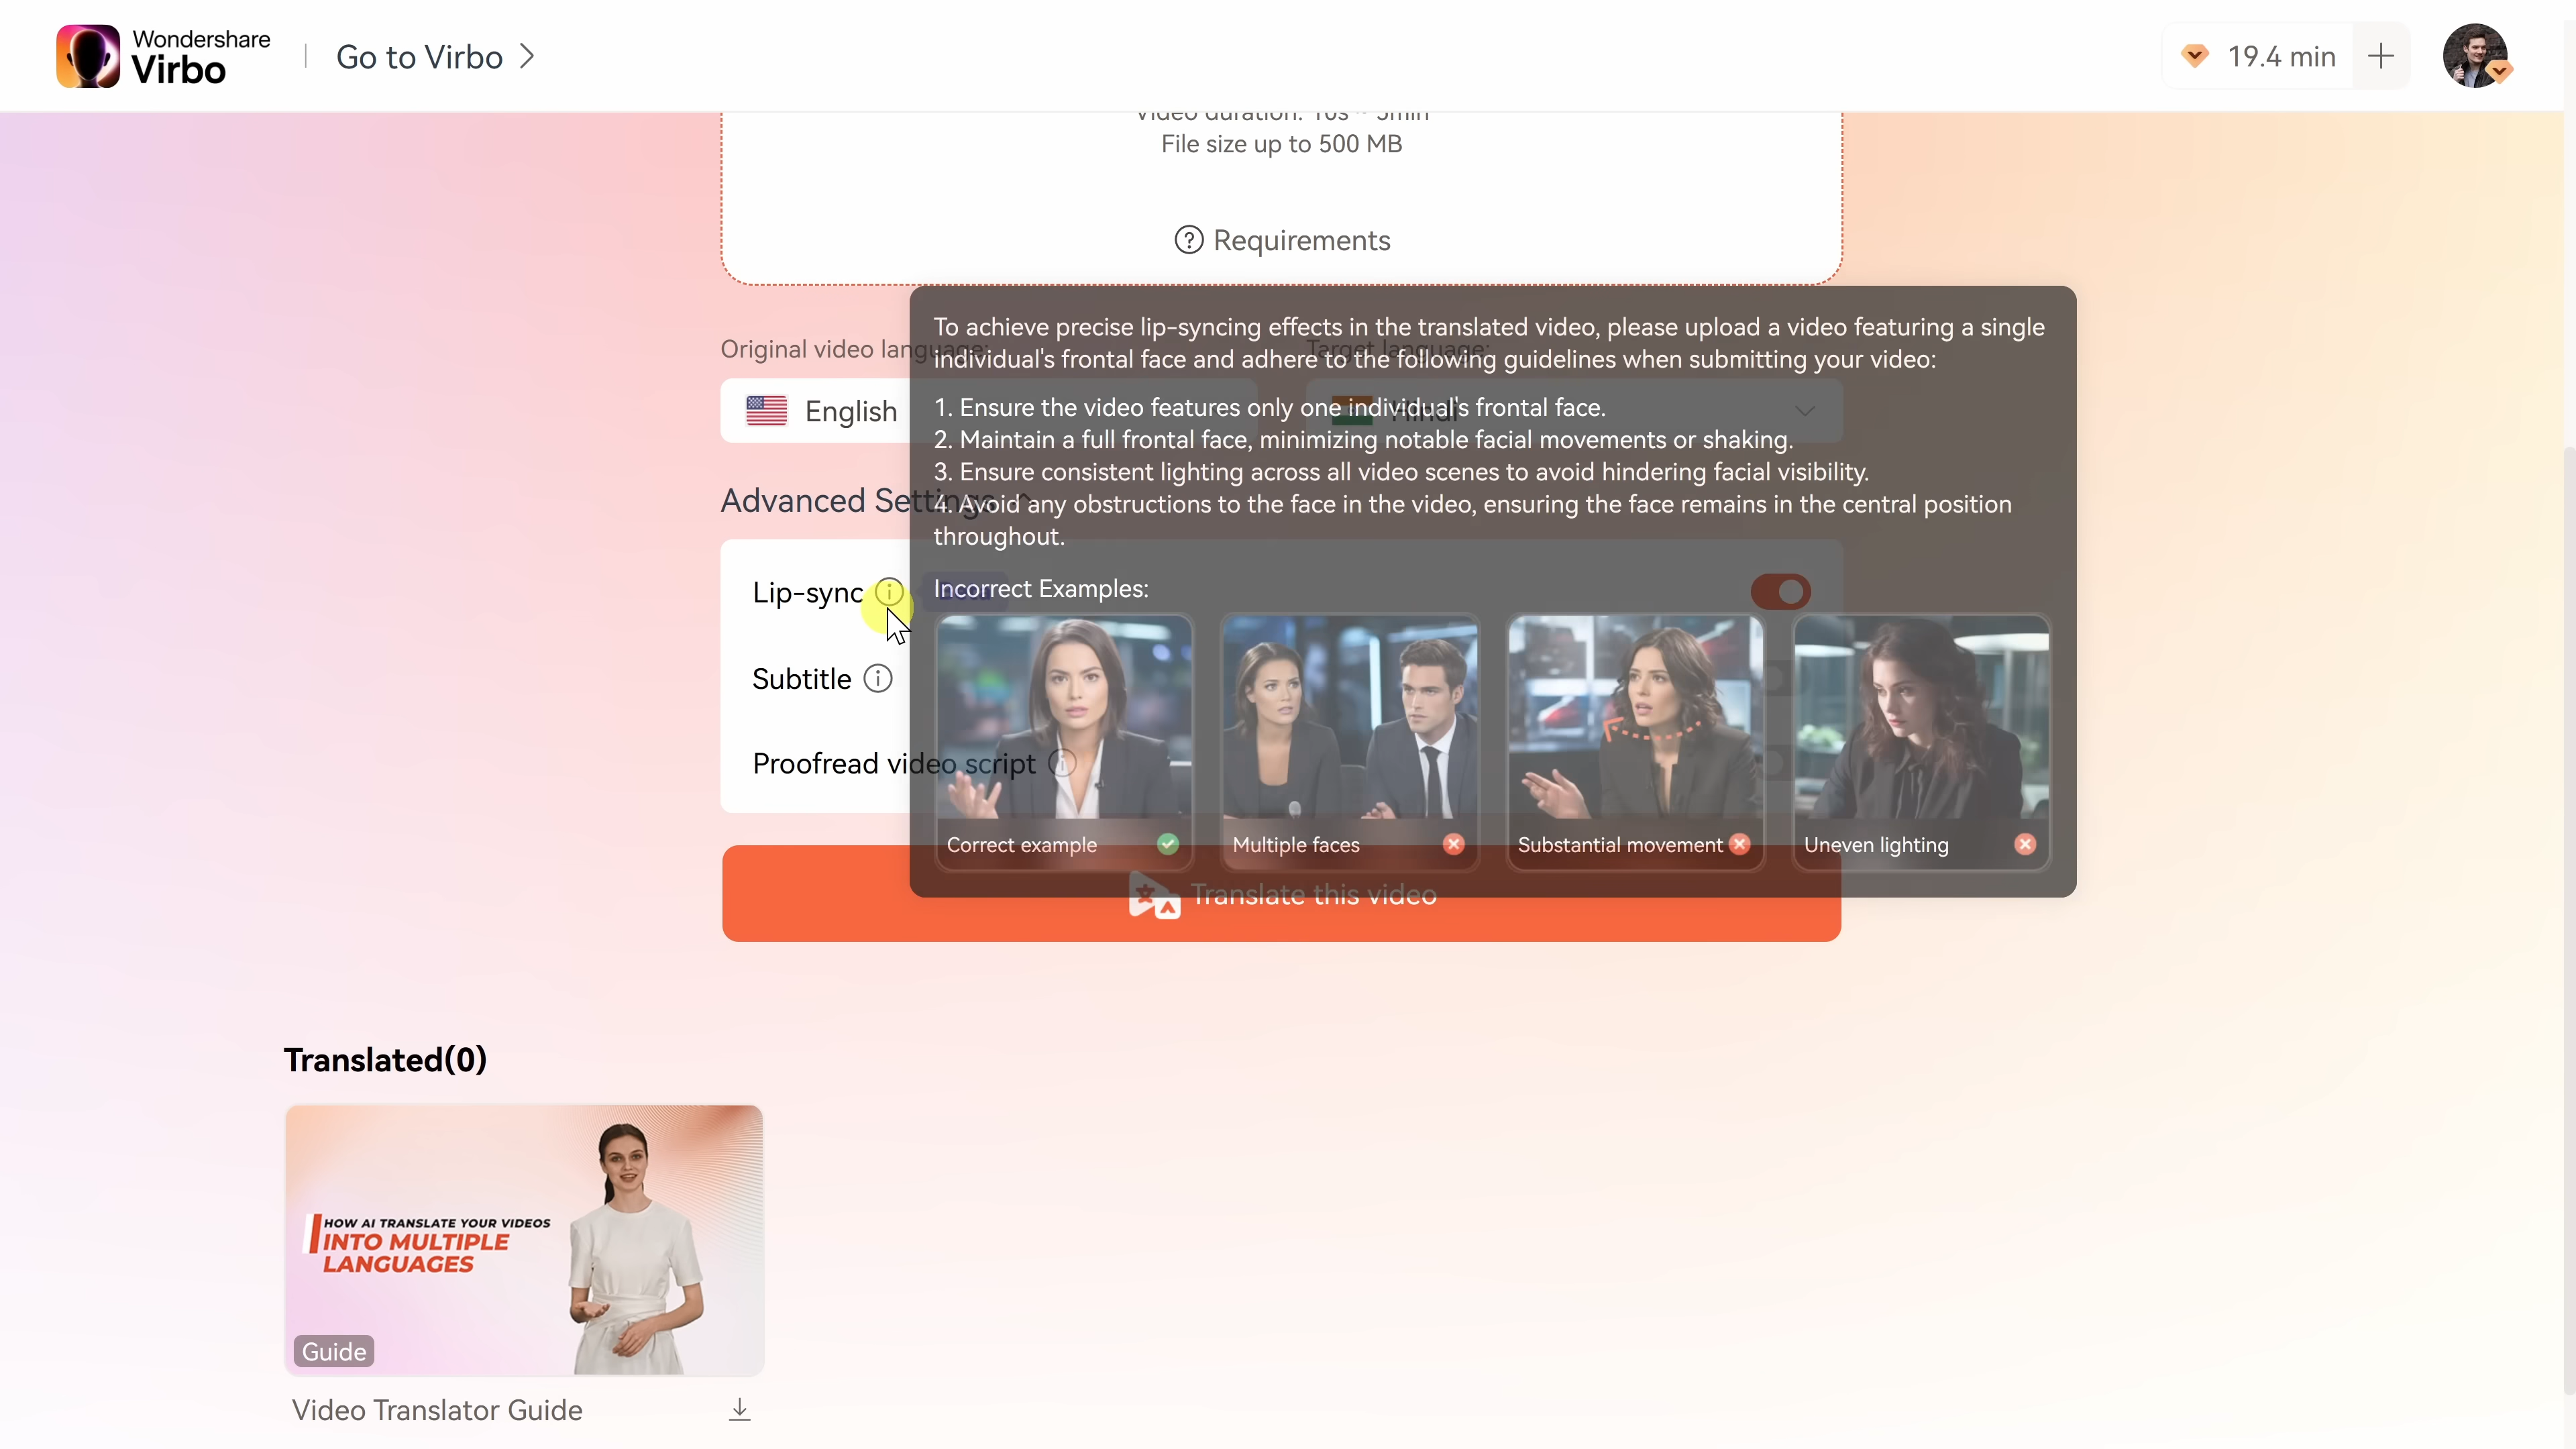 Wondershare
Virbo
Go to Virbo
19.4 min
Video duration: 10s ~ 5min
File size up to 500 MB
Requirements
Original video language:
Target language:
To achieve precise lip-syncing effects in the translated video, please upload a video featuring a single
individual's frontal face and adhere to the following guidelines when submitting your video:
English
Hindi
1. Ensure the video features only one individual's frontal face.
2. Maintain a full frontal face, minimizing notable facial movements or shaking.
3. Ensure consistent lighting across all video scenes to avoid hindering facial visibility.
4. Avoid any obstructions to the face in the video, ensuring the face remains in the central position
throughout.
Advanced Settings
Lip-sync
Incorrect Examples:
Subtitle
Proofread video script
Correct example
Multiple faces
Substantial movement
Uneven lighting
Translate this video
Translated(0)
HOW AI TRANSLATE YOUR VIDEOS
INTO MULTIPLE
LANGUAGES
Guide
Video Translator Guide